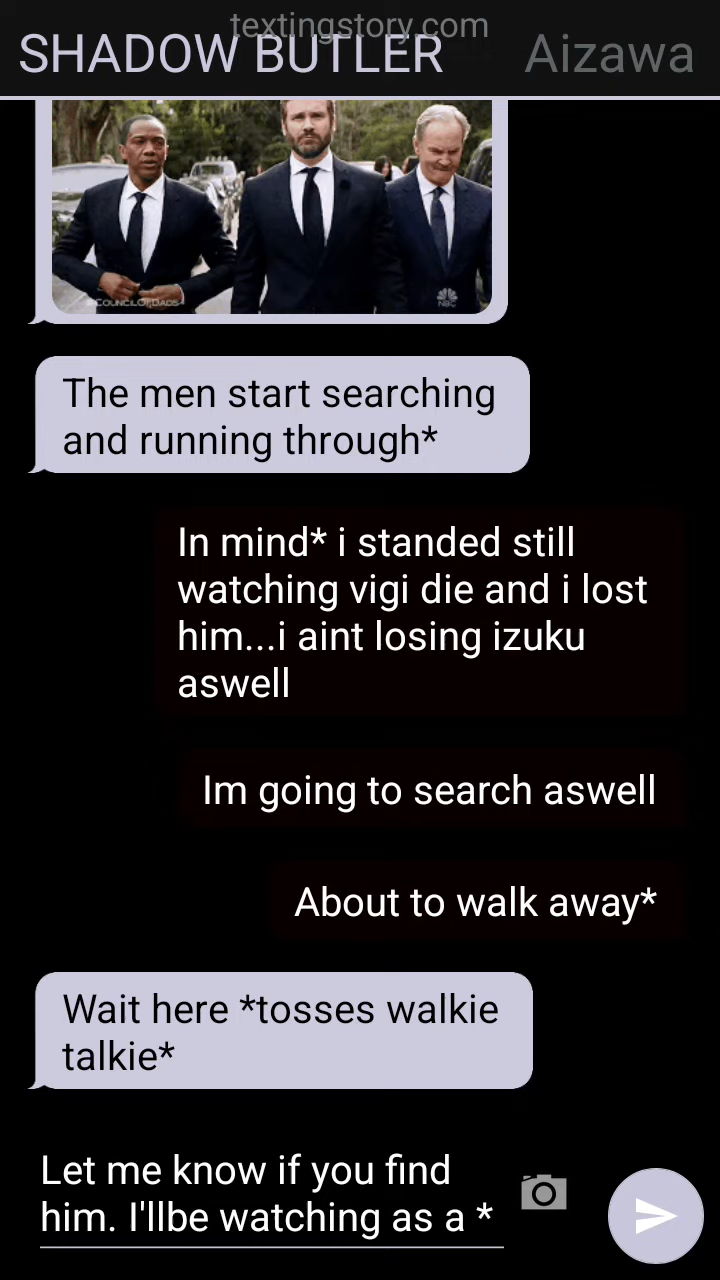 textingstory.com
SHADOW BUTLER
Aizawa
#COUNCILOFDADS
NBC
The men start searching
and running through*
In mind* i standed still
watching vigi die and i lost
him...i aint losing izuku
aswell
Im going to search aswell
About to walk away*
Wait here *tosses walkie
talkie*
Let me know if you find
him. I'llbe watching as a *